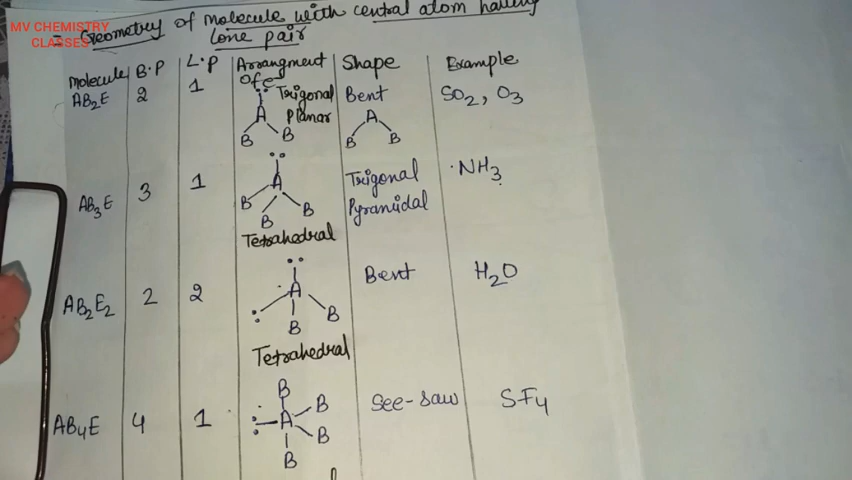 MV CHEMISTRY
CLASSES
= Geometry of molecule with central atom having
lone pair
Molecule B.P L.P Arrangment Shape Example
of e
AB2E 2 1 Trigonal Bent SO2, O3
Planar
A A
B B B B
AB3E 3 1 A Trigonal NH3
B B B Pyramidal
Tetrahedral
AB2E2 2 2 A Bent H2O
B B
Tetrahedral
B
AB4E 4 1 A B See-saw SF4
B
B